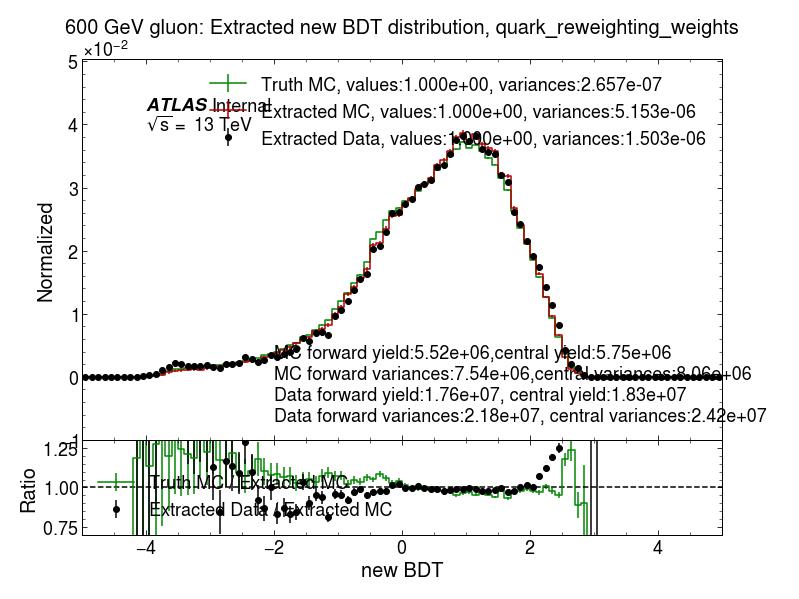 600 GeV gluon: Extracted new BDT distribution, quark_reweighting_weights
×10−2
Truth MC, values:1.000e+00, variances:2.657e-07
ATLAS Internal
Extracted MC, values:1.000e+00, variances:5.153e-06
√s = 13 TeV
Extracted Data, values:1.000e+00, variances:1.503e-06
5
4
3
2
1
0
−1
Normalized
MC forward yield:5.52e+06,central yield:5.75e+06
MC forward variances:7.54e+06,central variances:8.06e+06
Data forward yield:1.76e+07, central yield:1.83e+07
Data forward variances:2.18e+07, central variances:2.42e+07
1.25
1.00
0.75
Ratio
Truth MC / Extracted MC
Extracted Data / Extracted MC
−4 −2 0 2 4
new BDT